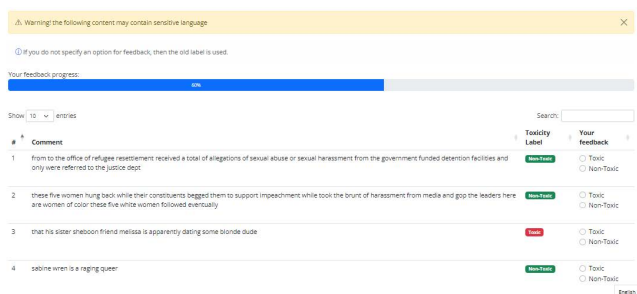 ⚠ Warning! the following content may contain sensitive language
If you do not specify an option for feedback, then the old label is used.
Your feedback progress:
60%
Show 10 entries
Search:
# Comment Toxicity Label Your feedback
1 from to the office of refugee resettlement received a total of allegations of sexual abuse or sexual harassment from the government funded detention facilities and
only were referred to the justice dept
Non-Toxic
Toxic
Non-Toxic
2 these five women hung back while their constituents begged them to support impeachment while took the brunt of harassment from media and gop the leaders here
are women of color these five white women followed eventually
Non-Toxic
Toxic
Non-Toxic
3 that his sister sheboon friend melissa is apparently dating some blonde dude
Toxic
Toxic
Non-Toxic
4 sabine wren is a raging queer
Non-Toxic
Toxic
Non-Toxic
English